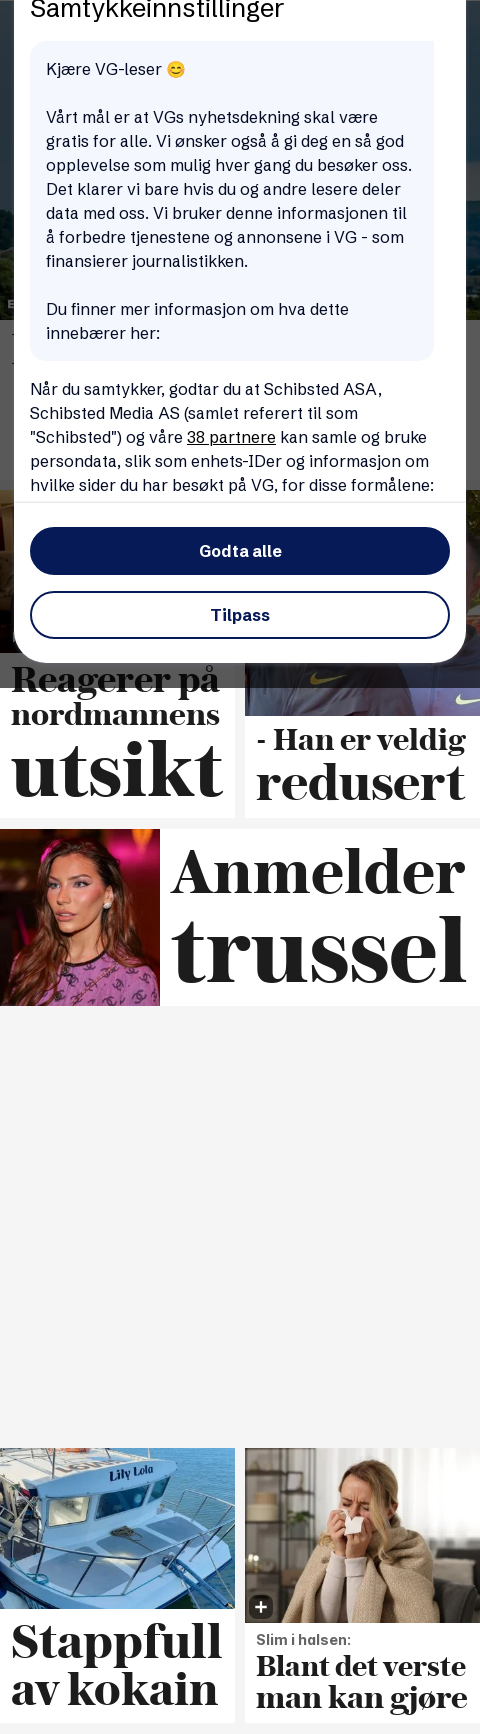 Samtykkeinnstillinger
Kjære VG-leser 😊
Vårt mål er at VGs nyhetsdekning skal være
gratis for alle. Vi ønsker også å gi deg en så god
opplevelse som mulig hver gang du besøker oss.
Det klarer vi bare hvis du og andre lesere deler
data med oss. Vi bruker denne informasjonen til
å forbedre tjenestene og annonsene i VG - som
finansierer journalistikken.
Du finner mer informasjon om hva dette
innebærer her:
Når du samtykker, godtar du at Schibsted ASA,
Schibsted Media AS (samlet referert til som
"Schibsted") og våre 38 partnere kan samle og bruke
persondata, slik som enhets-IDer og informasjon om
hvilke sider du har besøkt på VG, for disse formålene:
Godta alle
Tilpass
Reagerer på
nordmannens
utsikt
- Han er veldig
redusert
Anmelder
trussel
Lily Lola
Stappfull
av kokain
Slim i halsen:
Blant det verste
man kan gjøre